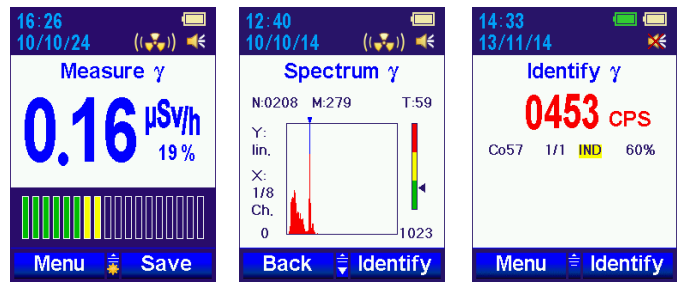 16:26
10/10/24
Measure γ
0.16 µSv/h
19 %
Menu Save
12:40
10/10/14
Spectrum γ
N:0208 M:279 T:59
Y:
lin.
X:
1/8
Ch.
0 1023
Back Identify
14:33
13/11/14
Identify γ
0453 CPS
Co57 1/1 IND 60%
Menu Identify